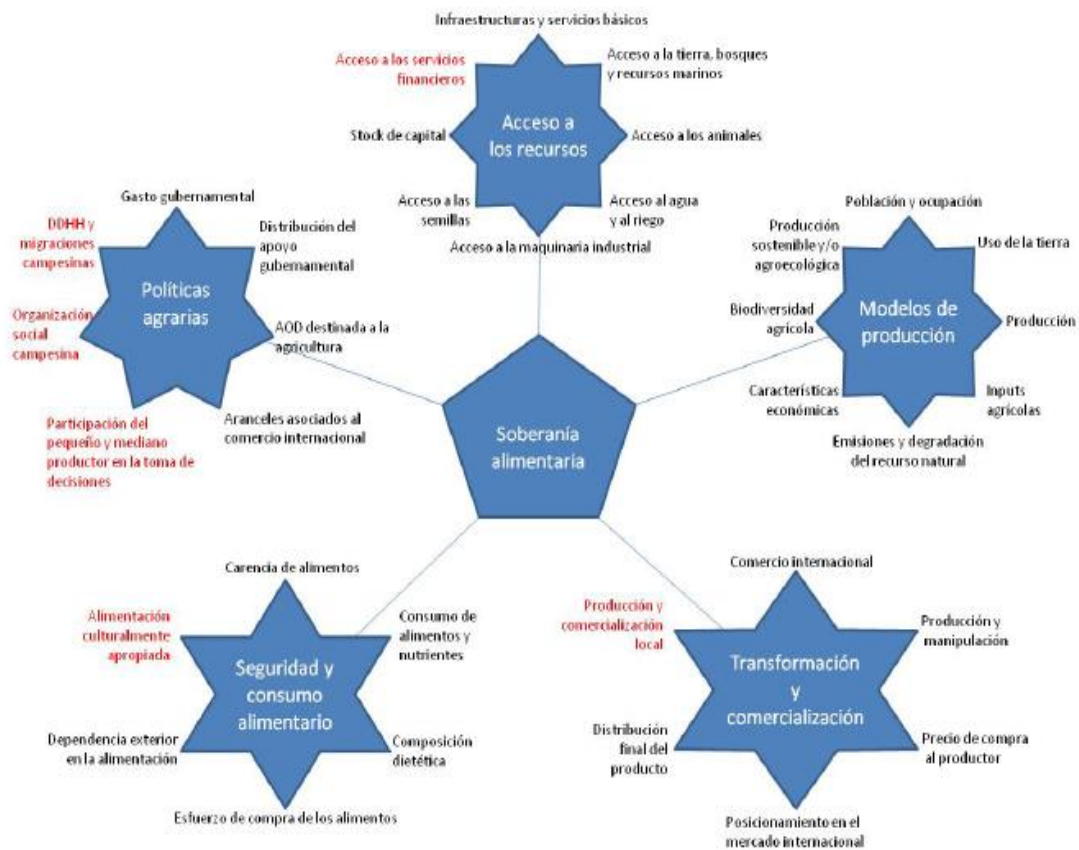 Infraestructuras y servicios básicos
Acceso a los servicios
financieros
Acceso a la tierra, bosques
y recursos marinos
Stock de capital
Acceso a
los recursos
Acceso a los animales
Acceso a las
semillas
Acceso al agua
y al riego
Acceso a la maquinaria industrial
Gasto gubernamental
DDHH y
migraciones
campesinas
Distribución del
apoyo
gubernamental
Políticas
agrarias
Organización
social
campesina
AOD destinada a la
agricultura
Participación del
pequeño y mediano
productor en la toma de
decisiones
Aranceles asociados al
comercio internacional
Población y ocupación
Producción
sostenible y/o
agroecológica
Uso de la tierra
Biodiversidad
agrícola
Modelos de
producción
Producción
Características
económicas
Inputs
agrícolas
Emisiones y degradación
del recurso natural
Soberanía
alimentaria
Carencia de alimentos
Alimentación
culturalmente
apropiada
Consumo de
alimentos y
nutrientes
Seguridad y
consumo
alimentario
Dependencia exterior
en la alimentación
Composición
dietética
Esfuerzo de compra de los alimentos
Comercio internacional
Producción y
comercialización
local
Producción y
manipulación
Transformación
y
comercialización
Distribución
final del
producto
Precio de compra
al productor
Posicionamiento en el
mercado internacional